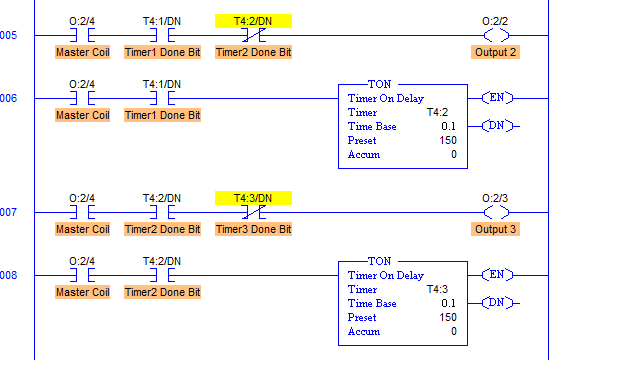 O:2/4 T4:1/DN T4:2/DN O:2/2
005
Master Coil Timer1 Done Bit Timer2 Done Bit Output 2
O:2/4 T4:1/DN TON
006 Timer On Delay EN
Master Coil Timer1 Done Bit Timer T4:2
Time Base 0.1 DN
Preset 150
Accum 0
O:2/4 T4:2/DN T4:3/DN O:2/3
007
Master Coil Timer2 Done Bit Timer3 Done Bit Output 3
O:2/4 T4:2/DN TON
008 Timer On Delay EN
Master Coil Timer2 Done Bit Timer T4:3
Time Base 0.1 DN
Preset 150
Accum 0